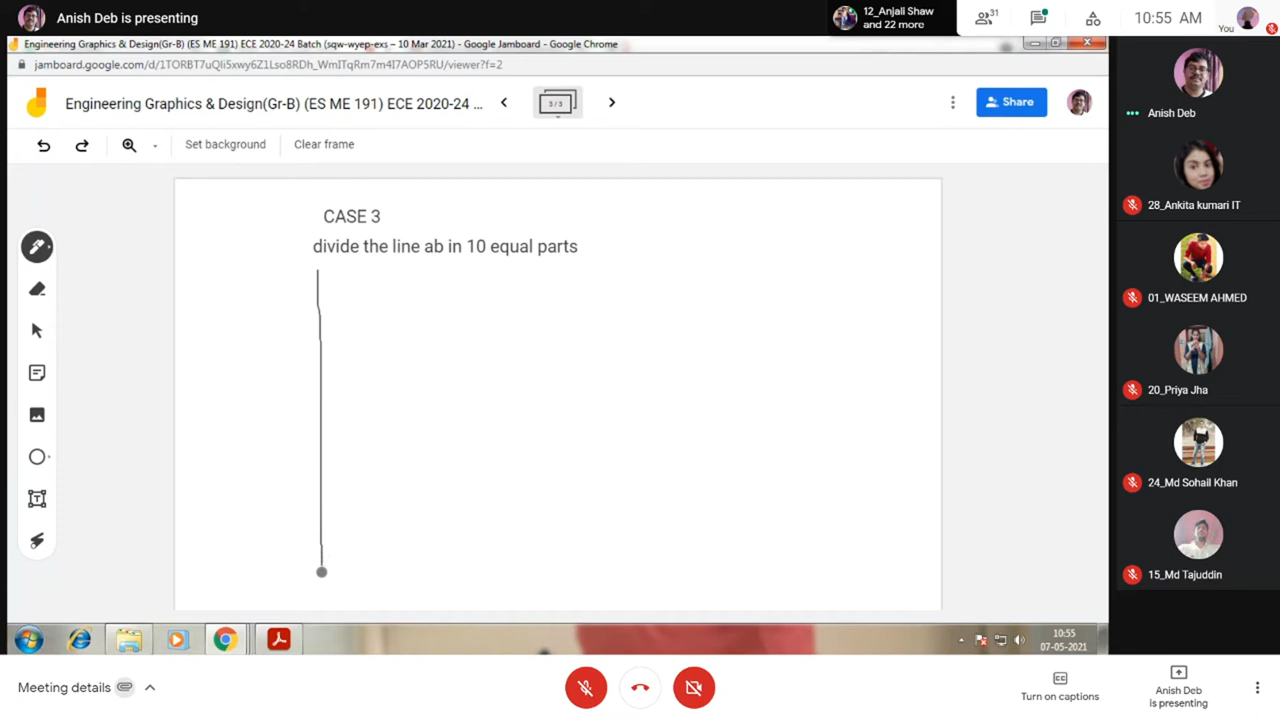 Anish Deb is presenting
12_Anjali Shaw
and 22 more
31
10:55 AM
You
Engineering Graphics & Design(Gr-B) (ES ME 191) ECE 2020-24 Batch (sqw-wyep-exs – 10 Mar 2021) - Google Jamboard - Google Chrome
jamboard.google.com/d/1TORBT7uQli5xwy6Z1Lso8RDh_WmITqRm7m4I7AOP5RU/viewer?f=2
Engineering Graphics & Design(Gr-B) (ES ME 191) ECE 2020-24 ...
3 / 3
Share
Set background
Clear frame
CASE 3
divide the line ab in 10 equal parts
Anish Deb
28_Ankita kumari IT
01_WASEEM AHMED
20_Priya Jha
24_Md Sohail Khan
15_Md Tajuddin
10:55
07-05-2021
Meeting details
Turn on captions
Anish Deb
is presenting